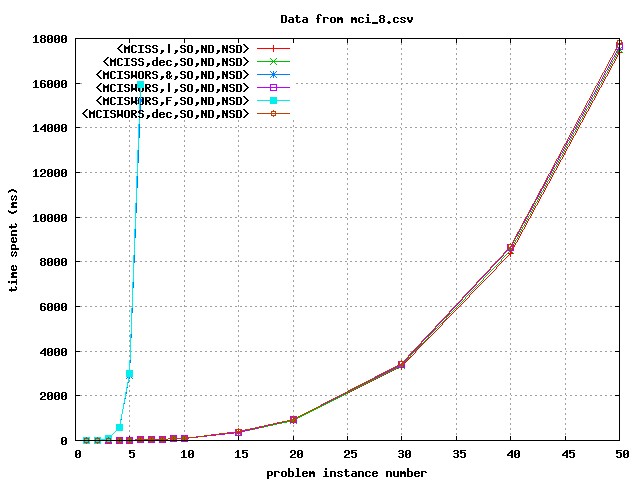 Data from mci_8.csv
18000
16000
14000
12000
10000
8000
6000
4000
2000
0
time spent (ms)
<MCISS,l,SO,ND,NSD>
<MCISS,dec,SO,ND,NSD>
<MCISWORS,&,SO,ND,NSD>
<MCISWORS,l,SO,ND,NSD>
<MCISWORS,F,SO,ND,NSD>
<MCISWORS,dec,SO,ND,NSD>
0 5 10 15 20 25 30 35 40 45 50
problem instance number